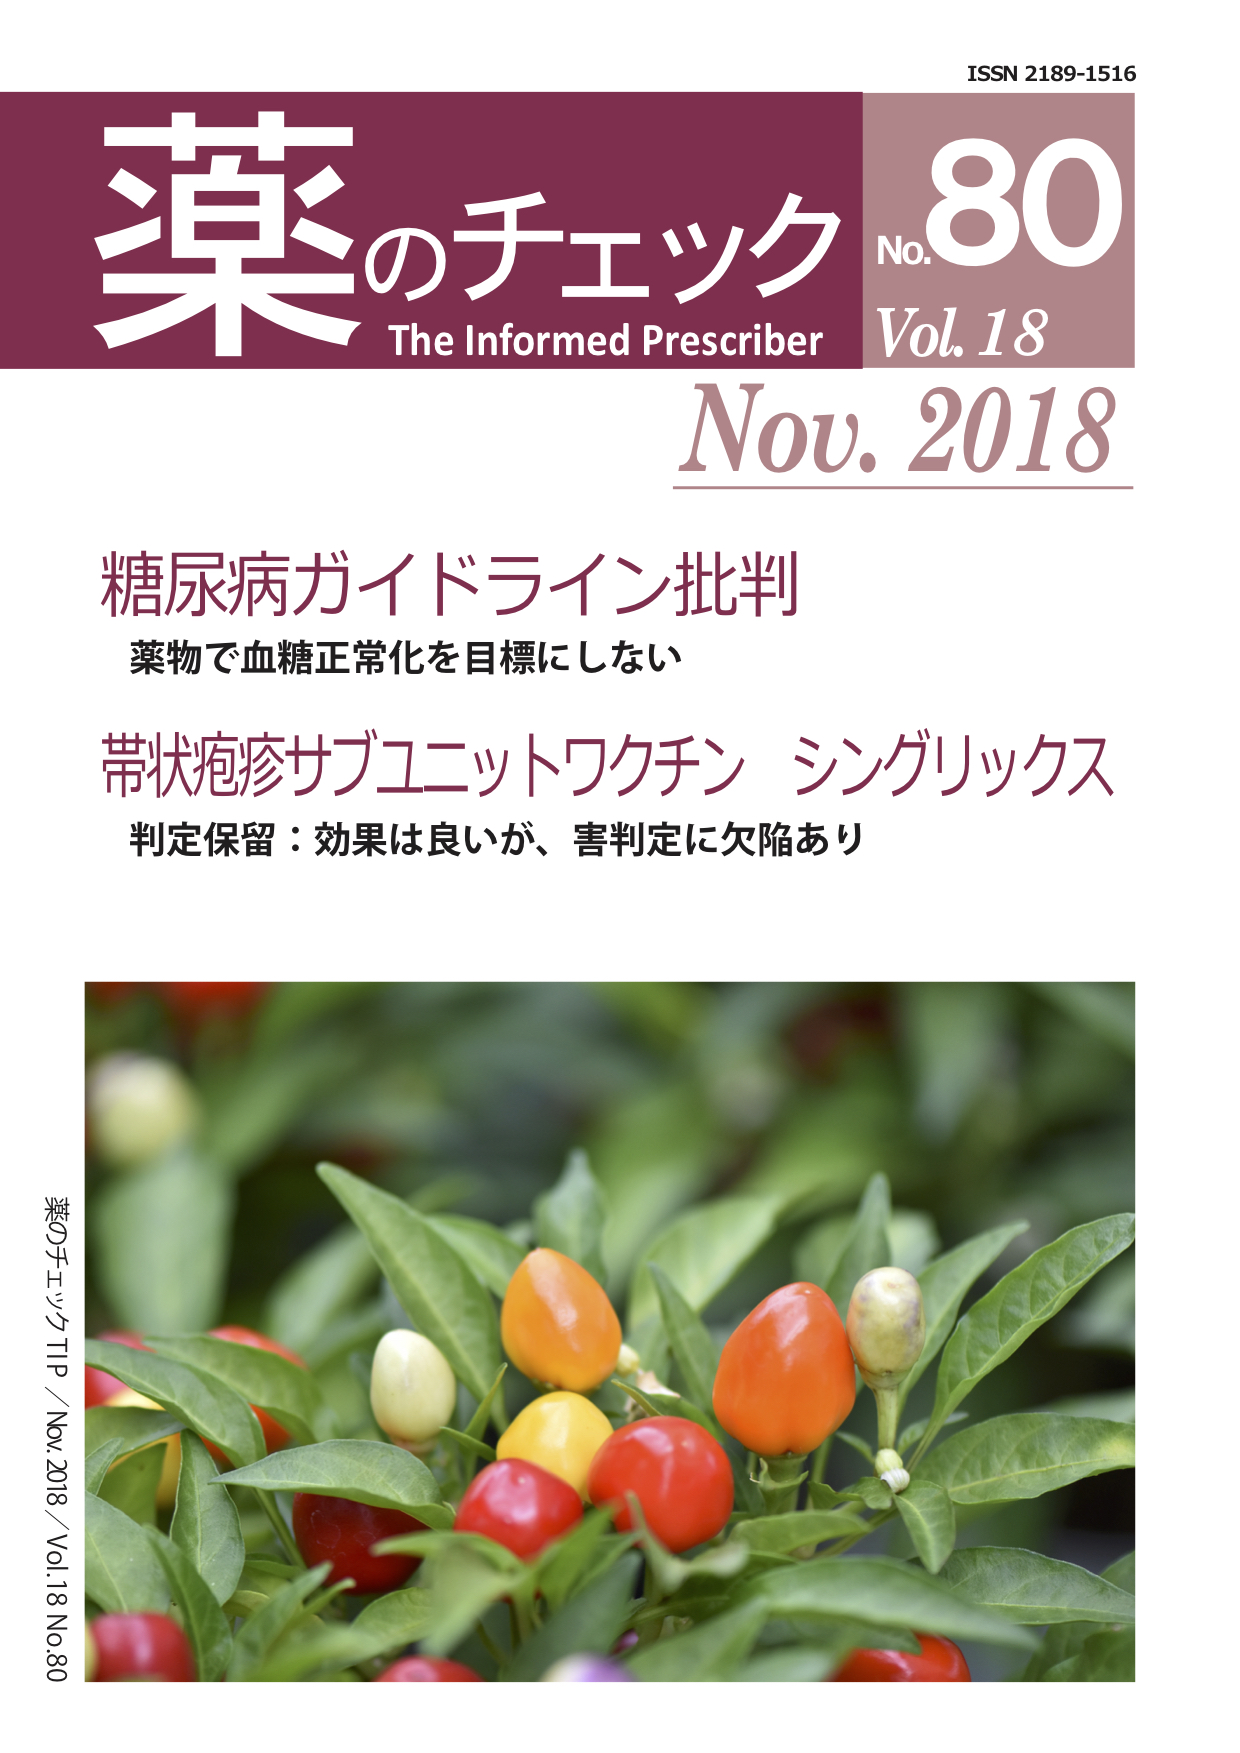 ISSN 2189-1516
薬のチェック
The Informed Prescriber
No.80
Vol. 18
Nov. 2018
糖尿病ガイドライン批判
薬物で血糖正常化を目標にしない
帯状疱疹サブユニットワクチン　シングリックス
判定保留：効果は良いが、害判定に欠陥あり
薬のチェック TIP ／Nov. 2018 ／Vol.18 No.80